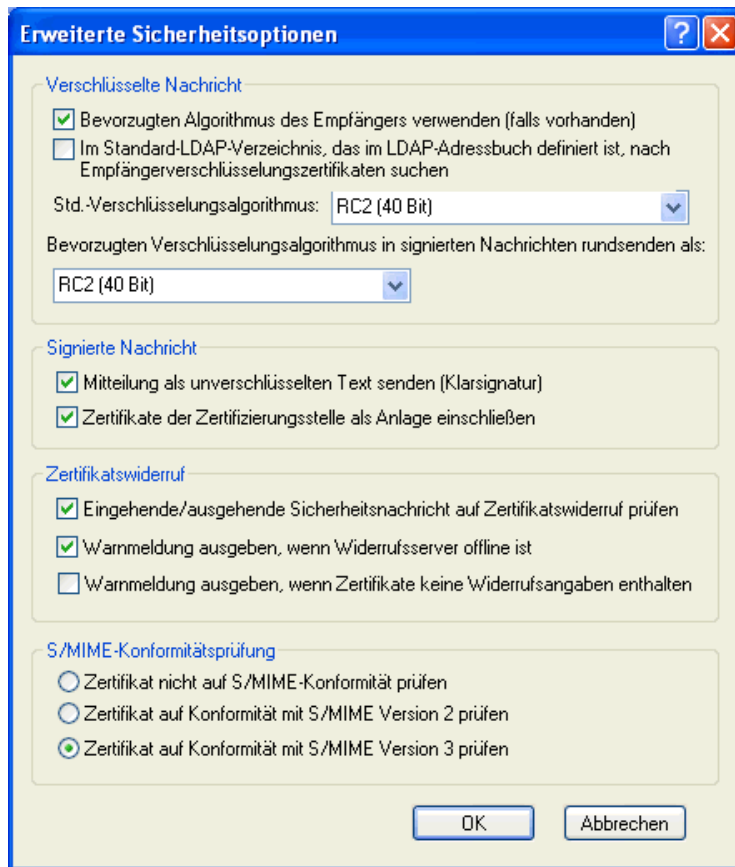 Erweiterte Sicherheitsoptionen
Verschlüsselte Nachricht
Bevorzugten Algorithmus des Empfängers verwenden (falls vorhanden)
Im Standard-LDAP-Verzeichnis, das im LDAP-Adressbuch definiert ist, nach
Empfängerverschlüsselungszertifikaten suchen
Std.-Verschlüsselungsalgorithmus: RC2 (40 Bit)
Bevorzugten Verschlüsselungsalgorithmus in signierten Nachrichten rundsenden als:
RC2 (40 Bit)
Signierte Nachricht
Mitteilung als unverschlüsselten Text senden (Klarsignatur)
Zertifikate der Zertifizierungsstelle als Anlage einschließen
Zertifikatswiderruf
Eingehende/ausgehende Sicherheitsnachricht auf Zertifikatswiderruf prüfen
Warnmeldung ausgeben, wenn Widerrufsserver offline ist
Warnmeldung ausgeben, wenn Zertifikate keine Widerrufsangaben enthalten
S/MIME-Konformitätsprüfung
Zertifikat nicht auf S/MIME-Konformität prüfen
Zertifikat auf Konformität mit S/MIME Version 2 prüfen
Zertifikat auf Konformität mit S/MIME Version 3 prüfen
OK Abbrechen